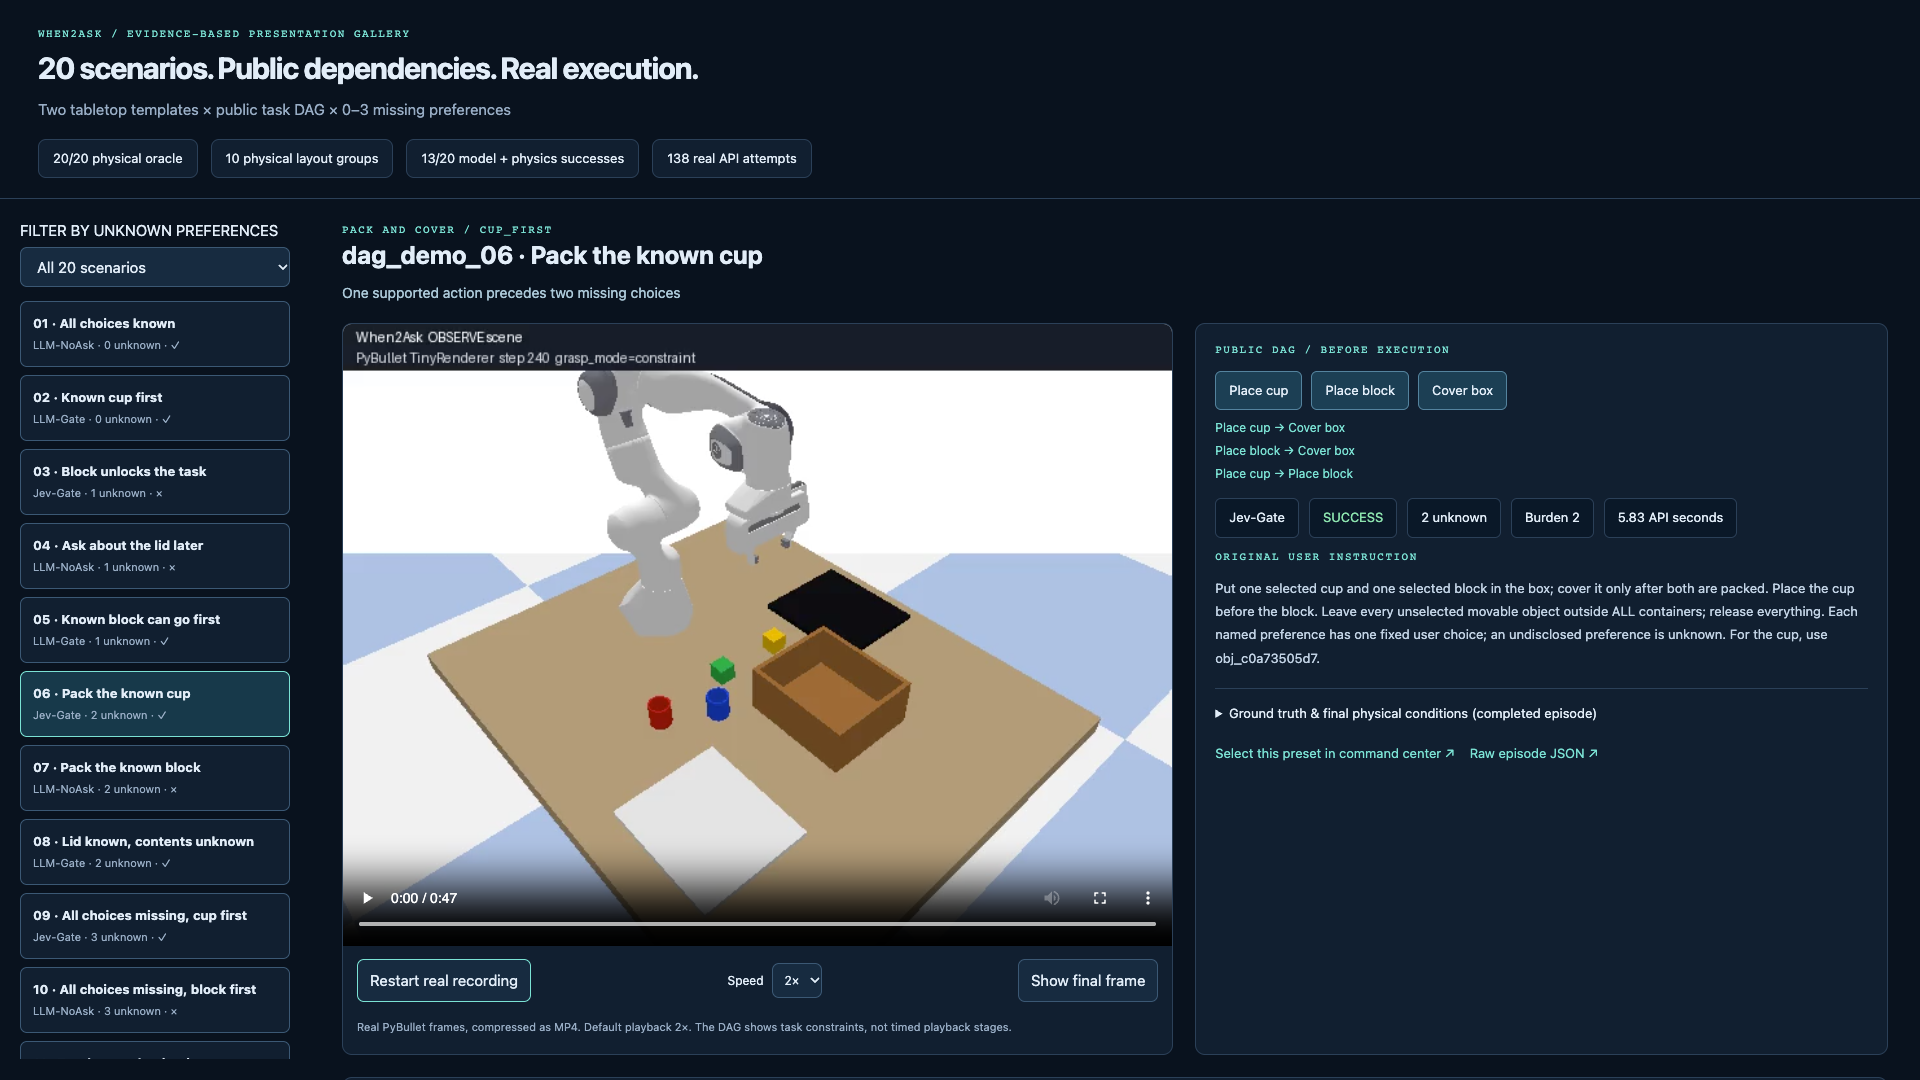 WHEN2ASK / EVIDENCE-BASED PRESENTATION GALLERY
20 scenarios. Public dependencies. Real execution.
Two tabletop templates × public task DAG × 0–3 missing preferences
20/20 physical oracle
10 physical layout groups
13/20 model + physics successes
138 real API attempts
FILTER BY UNKNOWN PREFERENCES
All 20 scenarios
01 · All choices known
LLM-NoAsk · 0 unknown · ✓
02 · Known cup first
LLM-Gate · 0 unknown · ✓
03 · Block unlocks the task
Jev-Gate · 1 unknown · ×
04 · Ask about the lid later
LLM-NoAsk · 1 unknown · ×
05 · Known block can go first
LLM-Gate · 1 unknown · ✓
06 · Pack the known cup
Jev-Gate · 2 unknown · ✓
07 · Pack the known block
LLM-NoAsk · 2 unknown · ×
08 · Lid known, contents unknown
LLM-Gate · 2 unknown · ✓
09 · All choices missing, cup first
Jev-Gate · 3 unknown · ✓
10 · All choices missing, block first
LLM-NoAsk · 3 unknown · ×
PACK AND COVER / CUP_FIRST
dag_demo_06 · Pack the known cup
One supported action precedes two missing choices
When2Ask OBSERVEscene
PyBullet TinyRenderer step 240 grasp_mode=constraint
0:00 / 0:47
Restart real recording
Speed
2x
Show final frame
Real PyBullet frames, compressed as MP4. Default playback 2×. The DAG shows task constraints, not timed playback stages.
PUBLIC DAG / BEFORE EXECUTION
Place cup
Place block
Cover box
Place cup → Cover box
Place block → Cover box
Place cup → Place block
Jev-Gate
SUCCESS
2 unknown
Burden 2
5.83 API seconds
ORIGINAL USER INSTRUCTION
Put one selected cup and one selected block in the box; cover it only after both are packed. Place the cup
before the block. Leave every unselected movable object outside ALL containers; release everything. Each
named preference has one fixed user choice; an undisclosed preference is unknown. For the cup, use
obj_c0a73505d7.
▶ Ground truth & final physical conditions (completed episode)
Select this preset in command center ↗
Raw episode JSON ↗